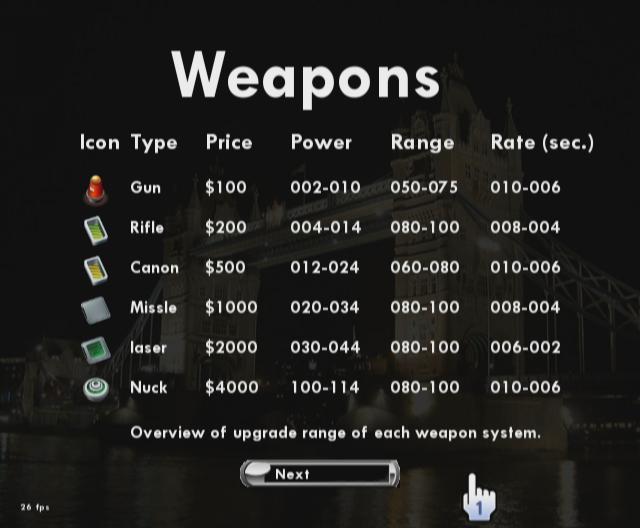 Weapons
Icon Type Price Power Range Rate (sec.)
Gun $100 002-010 050-075 010-006
Rifle $200 004-014 080-100 008-004
Canon $500 012-024 060-080 010-006
Missle $1000 020-034 080-100 008-004
laser $2000 030-044 080-100 006-002
Nuck $4000 100-114 080-100 010-006
Overview of upgrade range of each weapon system.
Next
1
26 fps